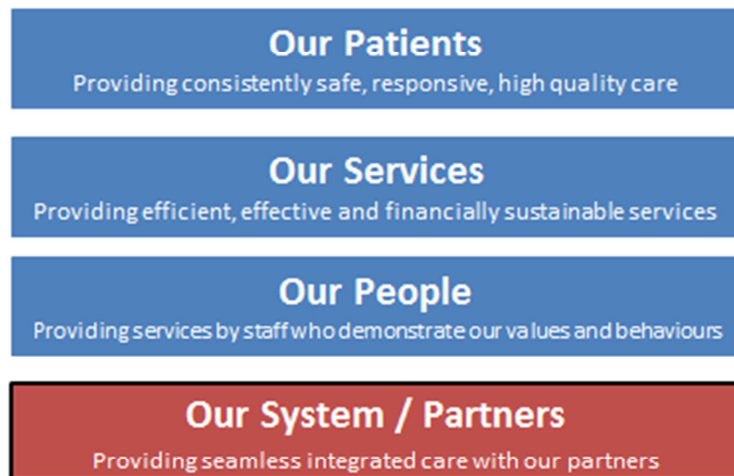 Our Patients
Providing consistently safe, responsive, high quality care
Our Services
Providing efficient, effective and financially sustainable services
Our People
Providing services by staff who demonstrate our values and behaviours
Our System / Partners
Providing seamless integrated care with our partners